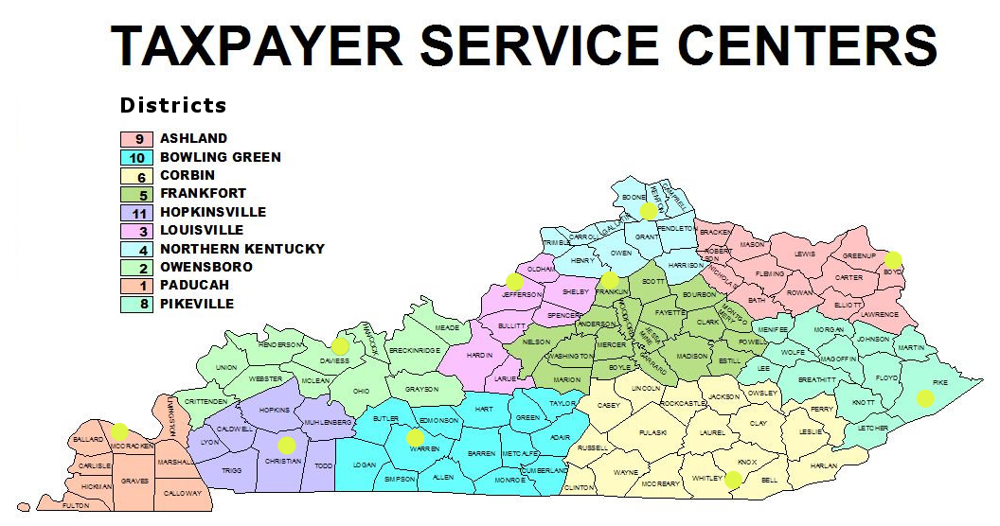 TAXPAYER SERVICE CENTERS
Districts
9 ASHLAND
10 BOWLING GREEN
6 CORBIN
5 FRANKFORT
11 HOPKINSVILLE
3 LOUISVILLE
4 NORTHERN KENTUCKY
2 OWENSBORO
1 PADUCAH
8 PIKEVILLE
BOONE
KENTON
CAMPBELL
GALLATIN
CARROLL
TRIMBLE
GRANT
PENDLETON
OWEN
HENRY
HARRISON
BRACKEN
ROBERT
SON
MASON
LEWIS
GREENUP
BOYD
NICHOLAS
FLEMING
CARTER
ROWAN
BATH
ELLIOTT
LAWRENCE
OLDHAM
JEFFERSON
SHELBY
SPENCER
BULLITT
HARDIN
LARUE
FRANKLIN
SCOTT
BOURBON
WOODFORD
FAYETTE
CLARK
MONTGO
MERY
ANDERSON
NELSON
WASHINGTON
MERCER
JESSA
MINE
GARRARD
MADISON
POWELL
ESTILL
BOYLE
MARION
MENIFEE
MORGAN
JOHNSON
MARTIN
WOLFE
MAGOFFIN
LEE
BREATHITT
FLOYD
PIKE
KNOTT
LETCHER
MEADE
HANCOCK
BRECKINRIDGE
HENDERSON
DAVIESS
UNION
WEBSTER
MCLEAN
OHIO
GRAYSON
CRITTENDEN
LIVINGSTON
HOPKINS
MUHLENBERG
CALDWELL
LYON
CHRISTIAN
TRIGG
TODD
BALLARD
MCCRACKEN
CARLISLE
MARSHALL
HICKMAN
GRAVES
CALLOWAY
FULTON
BUTLER
EDMONSON
HART
GREEN
TAYLOR
WARREN
BARREN
METCALFE
ADAIR
LOGAN
SIMPSON
ALLEN
MONROE
CUMBERLAND
LINCOLN
CASEY
ROCKCASTLE
JACKSON
OWSLEY
PERRY
PULASKI
LAUREL
CLAY
LESLIE
RUSSELL
WAYNE
KNOX
HARLAN
CLINTON
MCCREARY
WHITLEY
BELL